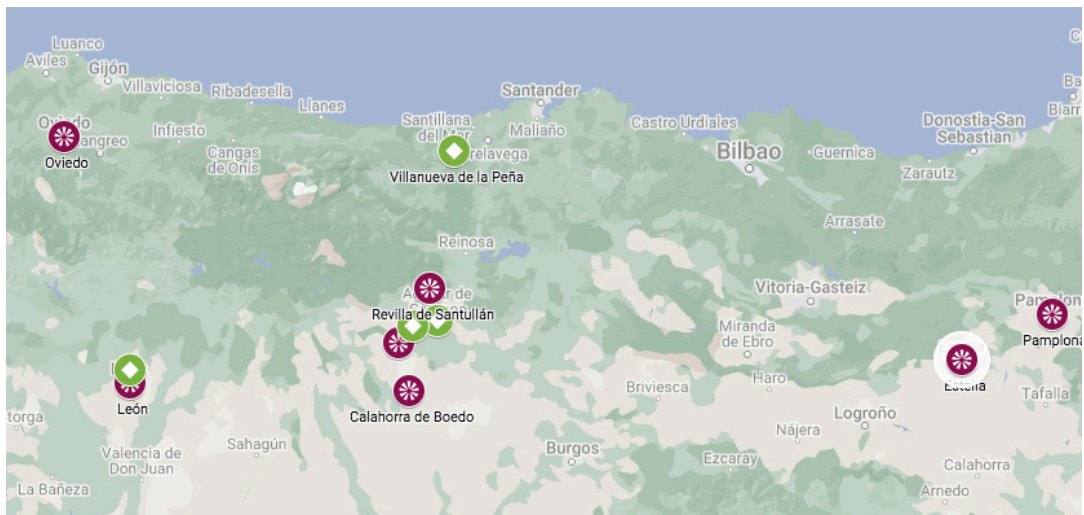 Luanco
Aviles
Gijón
Villaviciosa
Ribadesella
Llanes
Santander
Santillana
del Mar
Maliaño
Castro Urdiales
Bilbao
Guernica
Donostia-San
Sebastian
Zarautz
Oviedo
Infiesto
Cangas
de Onís
Villanueva de la Peña
Arrasate
Reinosa
Vitoria-Gasteiz
Revilla de Santullán
Miranda
de Ebro
Pamplona
León
Calahorra de Boedo
Briviesca
Haro
Estella
Tafalla
Logroño
Nájera
Sahagún
Valencia de
Don Juan
Burgos
Ezcaray
Calahorra
Arnedo
La Bañeza